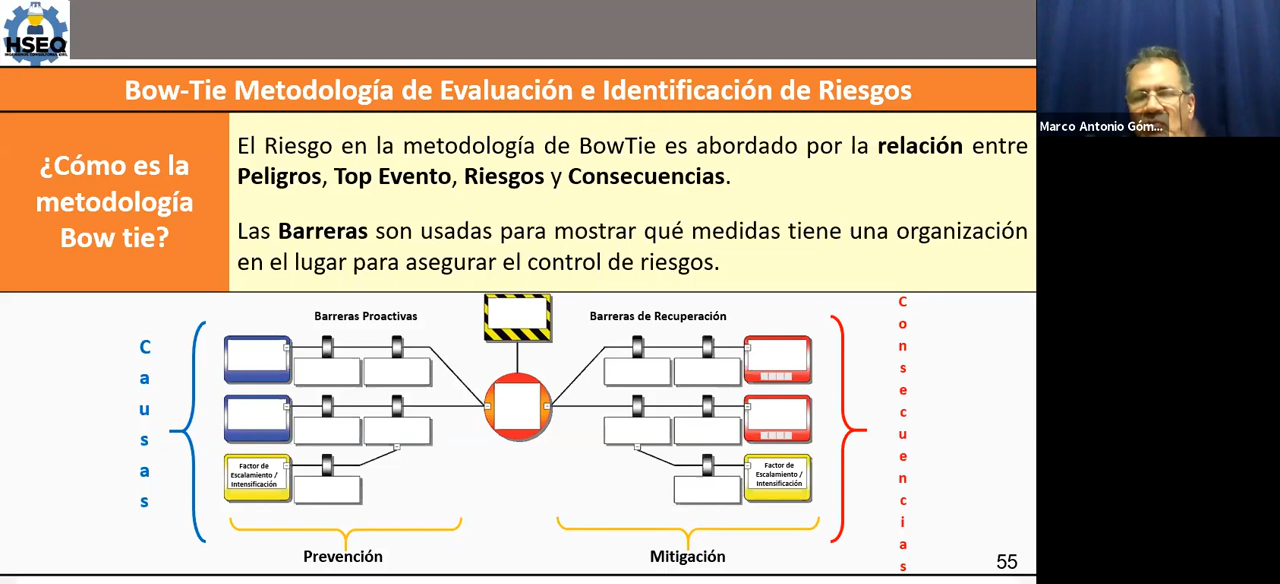 HSEQ
Bow-Tie Metodología de Evaluación e Identificación de Riesgos
Marco Antonio Góm...
¿Cómo es la
metodología
Bow tie?
El Riesgo en la metodología de BowTie es abordado por la relación entre
Peligros, Top Evento, Riesgos y Consecuencias.
Las Barreras son usadas para mostrar qué medidas tiene una organización
en el lugar para asegurar el control de riesgos.
Causas
Barreras Proactivas
Barreras de Recuperación
Consecuencias
Factor de
Escalamiento /
Intensificación
Factor de
Escalamiento /
Intensificación
Prevención
Mitigación
55